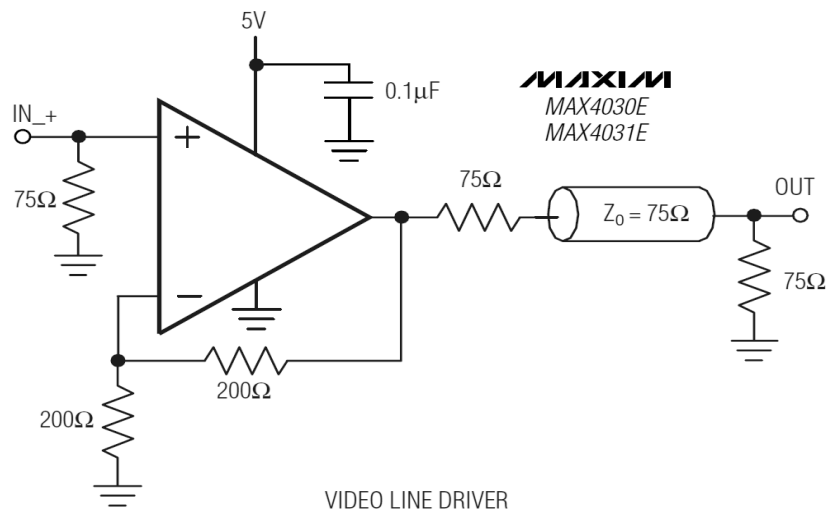 5V
0.1µF
MAXIM
MAX4030E
MAX4031E
IN_+
+
75Ω
75Ω
Z0 = 75Ω
OUT
75Ω
−
200Ω
200Ω
VIDEO LINE DRIVER